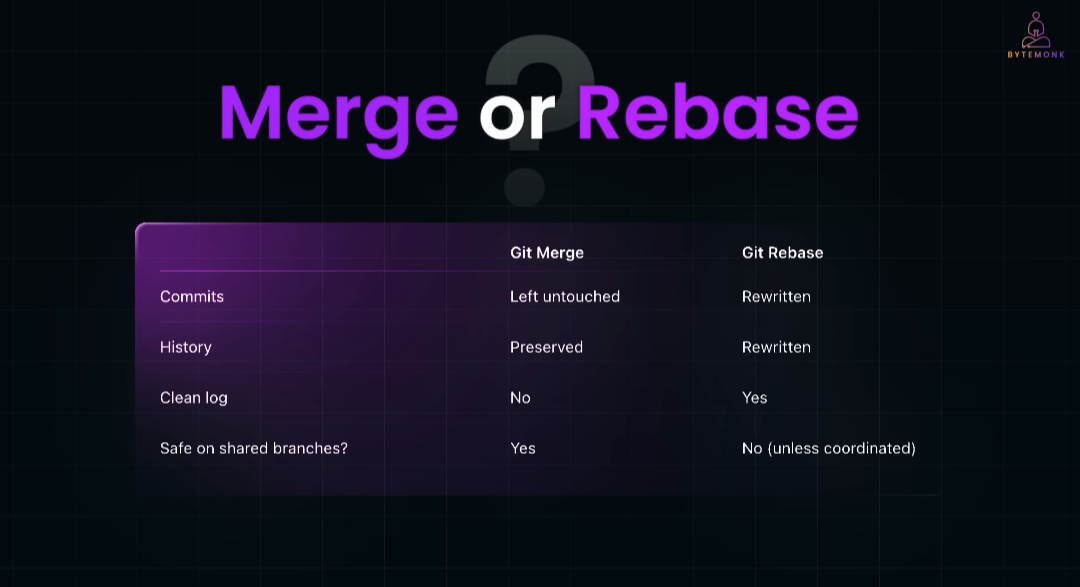 BYTEMONK
?
Merge or Rebase
Git Merge Git Rebase
Commits Left untouched Rewritten
History Preserved Rewritten
Clean log No Yes
Safe on shared branches? Yes No (unless coordinated)